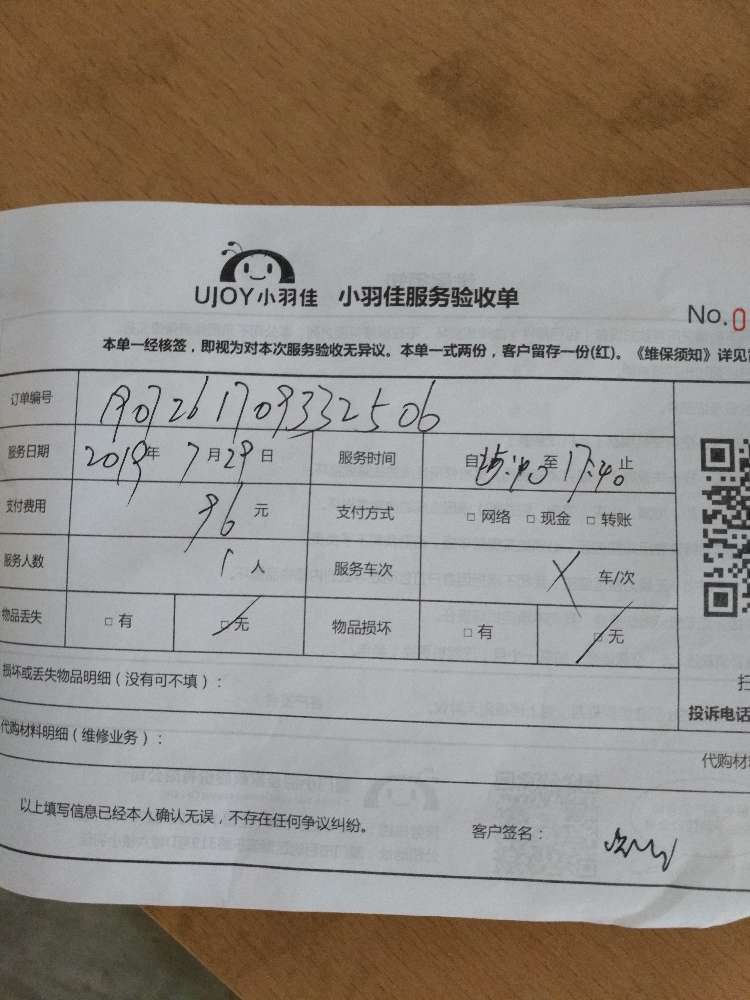 UJOY小羽佳 小羽佳服务验收单
No.0
本单一经核签，即视为对本次服务验收无异议。本单一式两份，客户留存一份(红)。《维保须知》详见
订单编号 1907261709332506
服务日期 2019年 7月29日 服务时间 自15:40至17:40止
支付费用 96元 支付方式 □网络 □现金 □转账
服务人数 1人 服务车次 X 车/次
物品丢失 □有 □无 物品损坏 □有 □无
损坏或丢失物品明细（没有可不填）：
扫
投诉电话
代购材料明细（维修业务）：
代购材
以上填写信息已经本人确认无误，不存在任何争议纠纷。 客户签名：